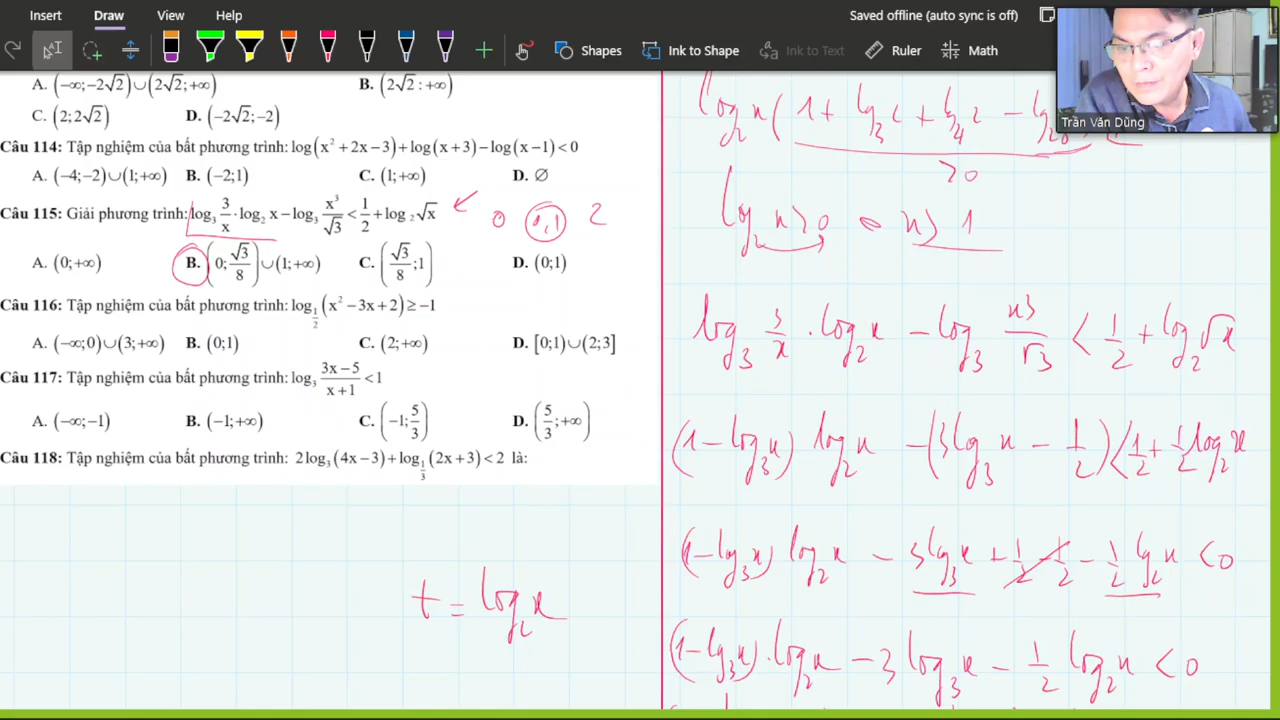 Insert Draw View Help Saved offline (auto sync is off)
Shapes Ink to Shape Ink to Text Ruler Math
Trần Văn Dũng
A. (−∞;−2√2)∪(2√2;+∞) B. (2√2:+∞)
C. (2;2√2) D. (−2√2;−2)
Câu 114: Tập nghiệm của bất phương trình: log(x²+2x−3)+log(x+3)−log(x−1)<0
A. (−4;−2)∪(1;+∞) B. (−2;1) C. (1;+∞) D. ∅
Câu 115: Giải phương trình: log₃ 3/x · log₂ x − log₃ x³/√3 < 1/2 + log ₂ √x
0 0,1 2
A. (0;+∞) B. (0; √3/8)∪(1;+∞) C. (√3/8;1) D. (0;1)
Câu 116: Tập nghiệm của bất phương trình: log_{1/2}(x²−3x+2)≥−1
A. (−∞;0)∪(3;+∞) B. (0;1) C. (2;+∞) D. [0;1)∪(2;3]
Câu 117: Tập nghiệm của bất phương trình: log₃ (3x−5)/(x+1) <1
A. (−∞;−1) B. (−1;+∞) C. (−1; 5/3) D. (5/3;+∞)
Câu 118: Tập nghiệm của bất phương trình: 2log₃(4x−3)+log_{1/3}(2x+3)<2 là:
t = log₂x
log₂x(1+ log₃2 + log₄2 − log₂₀
>0
log₂x > 0 x > 1
log₃ 3/x · log₂x − log₃ x³/√3 < 1/2 + log₂√x
(1−log₃x) log₂x − (3log₃x − 1/2) < 1/2 + 1/2 log₂x
(1−log₃x) log₂x − 3log₃x + 1/2 − 1/2 − 1/2 log₂x < 0
(1−log₃x).log₂x − 3 log₃x − 1/2 log₂x < 0